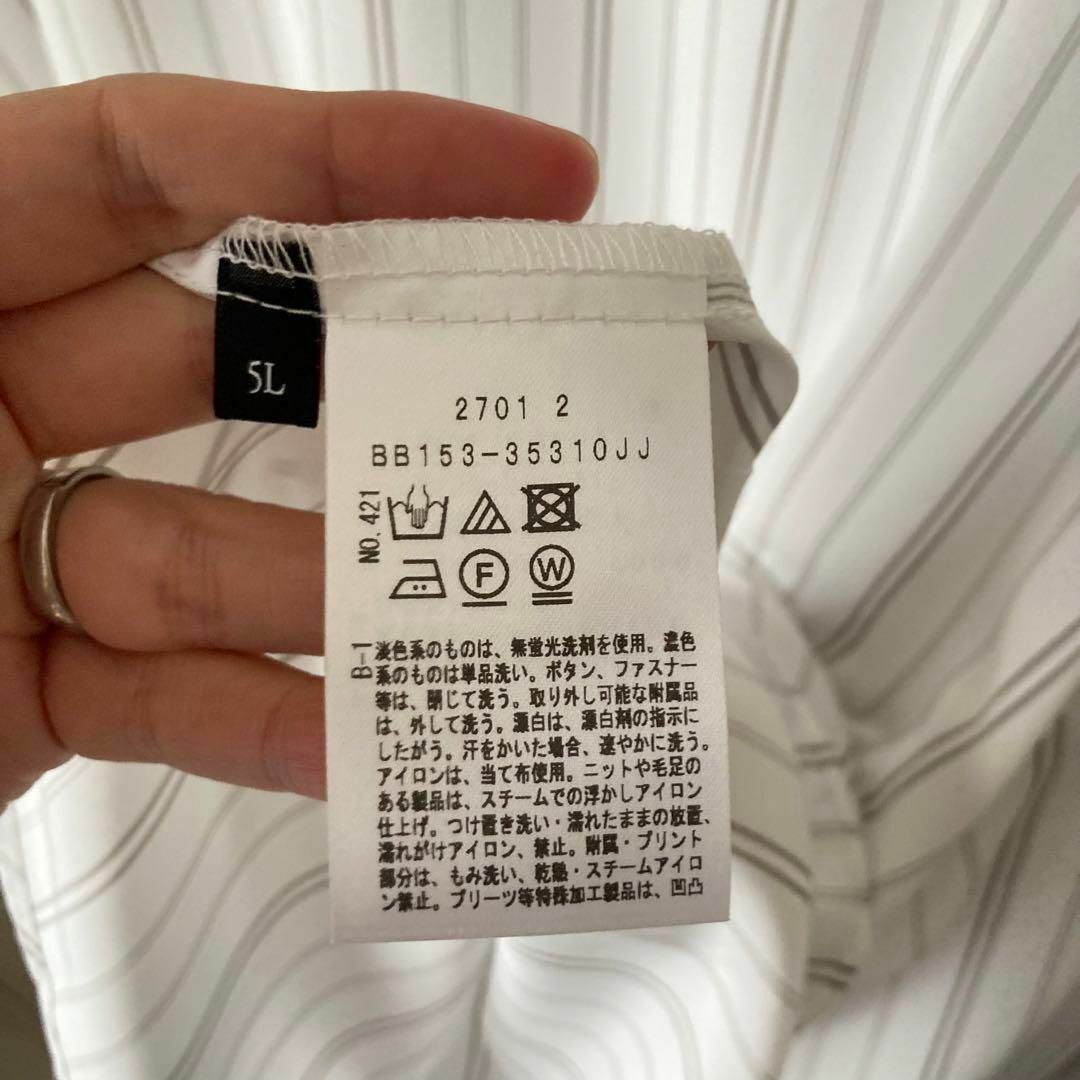 5L
2701 2
BB153-35310JJ
NO.421
F
W
B-1
淡色系のものは、無蛍光洗剤を使用。濃色
系のものは単品洗い。ボタン、ファスナー
等は、閉じて洗う。取り外し可能な附属品
は、外して洗う。漂白は、漂白剤の指示に
したがう。汗をかいた場合、速やかに洗う。
アイロンは、当て布使用。ニットや毛足の
ある製品は、スチームでの浮かしアイロン
仕上げ。つけ置き洗い・濡れたままの放置、
濡れがけアイロン、禁止。附属・プリント
部分は、もみ洗い、乾熱・スチームアイロ
ン禁止。プリーツ等特殊加工製品は、凹凸